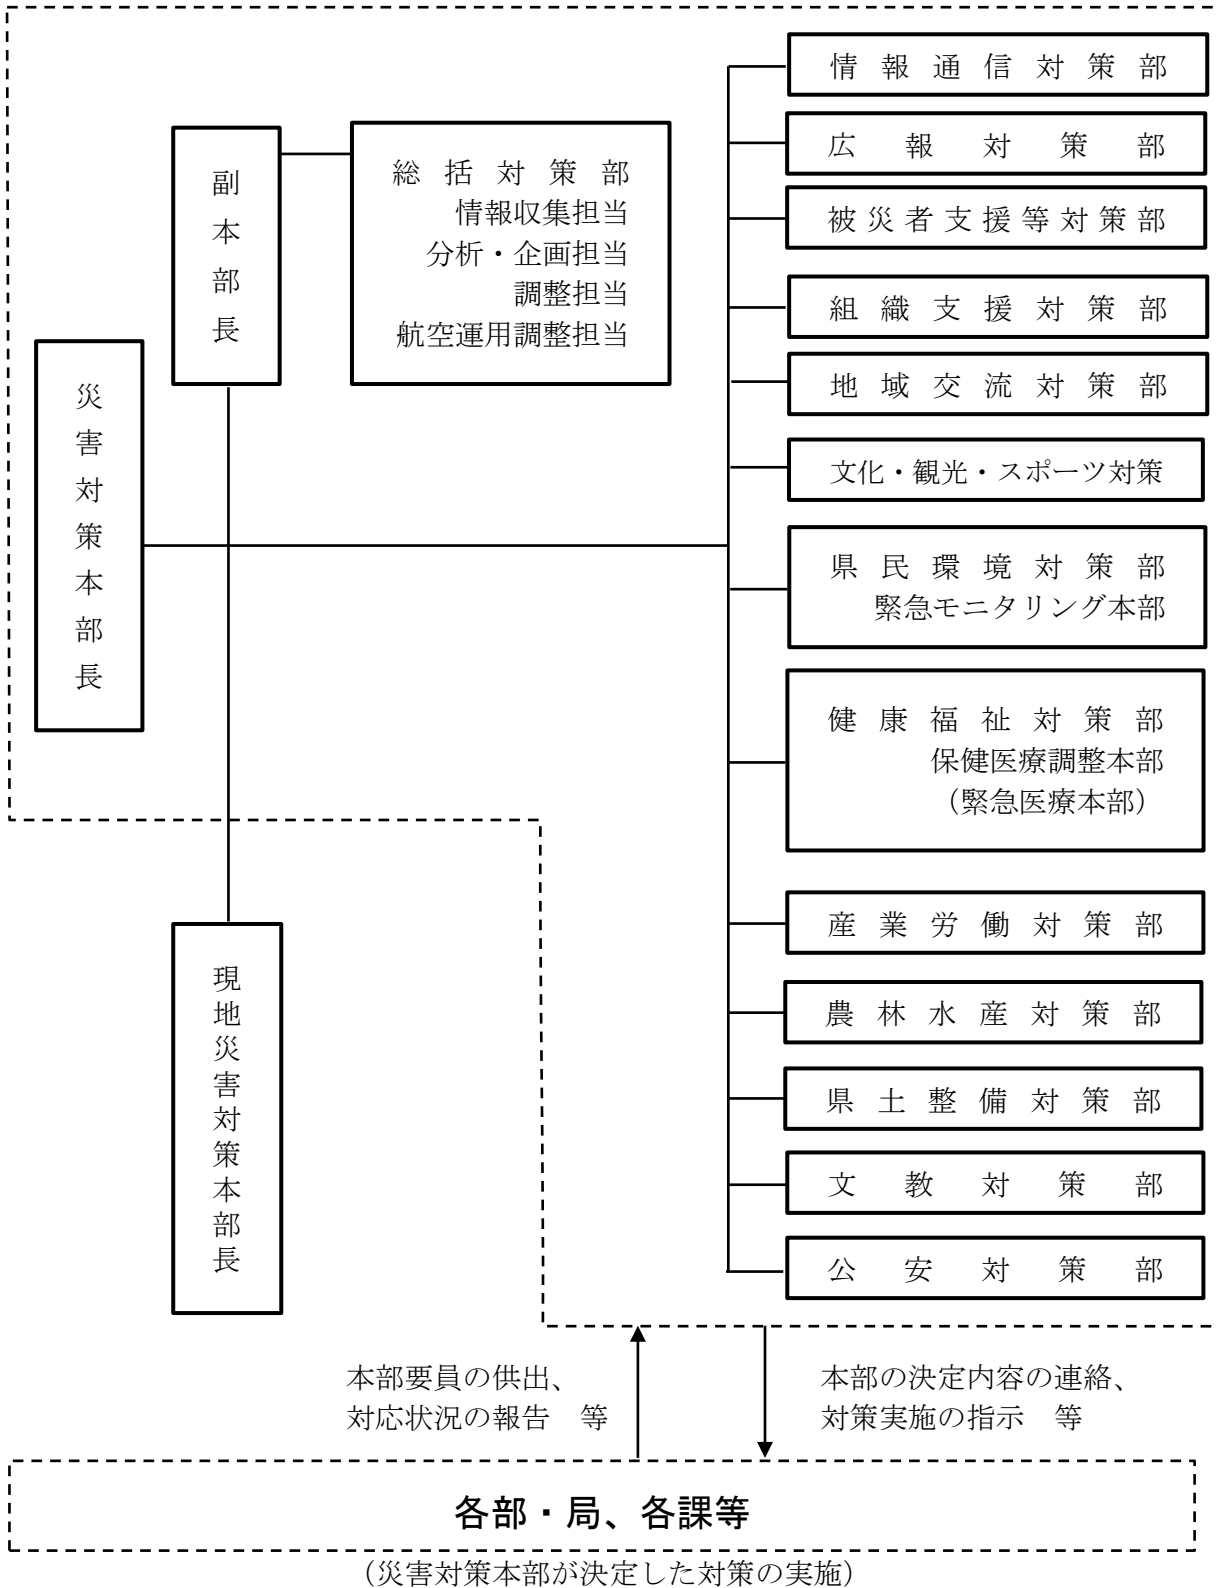 災害対策本部長
副本部長
現地災害対策本部長
総括対策部
情報収集担当
分析・企画担当
調整担当
航空運用調整担当
情報通信対策部
広報対策部
被災者支援等対策部
組織支援対策部
地域交流対策部
文化・観光・スポーツ対策
県民環境対策部
緊急モニタリング本部
健康福祉対策部
保健医療調整本部
（緊急医療本部）
産業労働対策部
農林水産対策部
県土整備対策部
文教対策部
公安対策部
本部要員の供出、
対応状況の報告　等
本部の決定内容の連絡、
対策実施の指示　等
各部・局、各課等
（災害対策本部が決定した対策の実施）